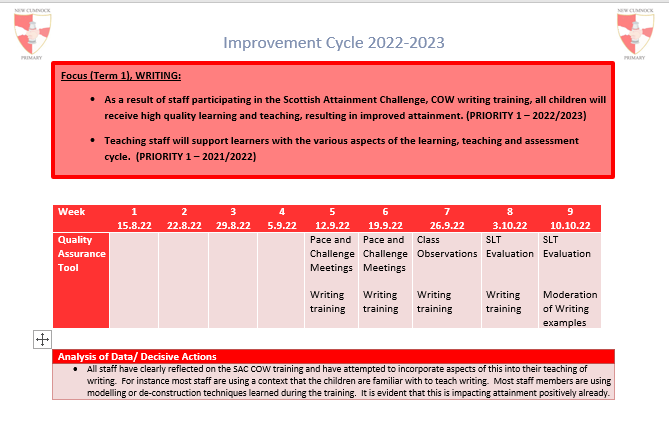 NEW CUMNOCK
NEW CUMNOCK
PRIMARY
PRIMARY
Improvement Cycle 2022-2023
Focus (Term 1), WRITING:
• As a result of staff participating in the Scottish Attainment Challenge, COW writing training, all children will
receive high quality learning and teaching, resulting in improved attainment. (PRIORITY 1 – 2022/2023)
• Teaching staff will support learners with the various aspects of the learning, teaching and assessment
cycle. (PRIORITY 1 – 2021/2022)
Week 1 2 3 4 5 6 7 8 9
15.8.22 22.8.22 29.8.22 5.9.22 12.9.22 19.9.22 26.9.22 3.10.22 10.10.22
Quality Pace and Pace and Class SLT SLT
Assurance Challenge Challenge Observations Evaluation Evaluation
Tool Meetings Meetings
Writing Writing Writing Writing Moderation
training training training training of Writing
examples
Analysis of Data/ Decisive Actions
• All staff have clearly reflected on the SAC COW training and have attempted to incorporate aspects of this into their teaching of
writing. For instance most staff are using a context that the children are familiar with to teach writing. Most staff members are using
modelling or de-construction techniques learned during the training. It is evident that this is impacting attainment positively already.